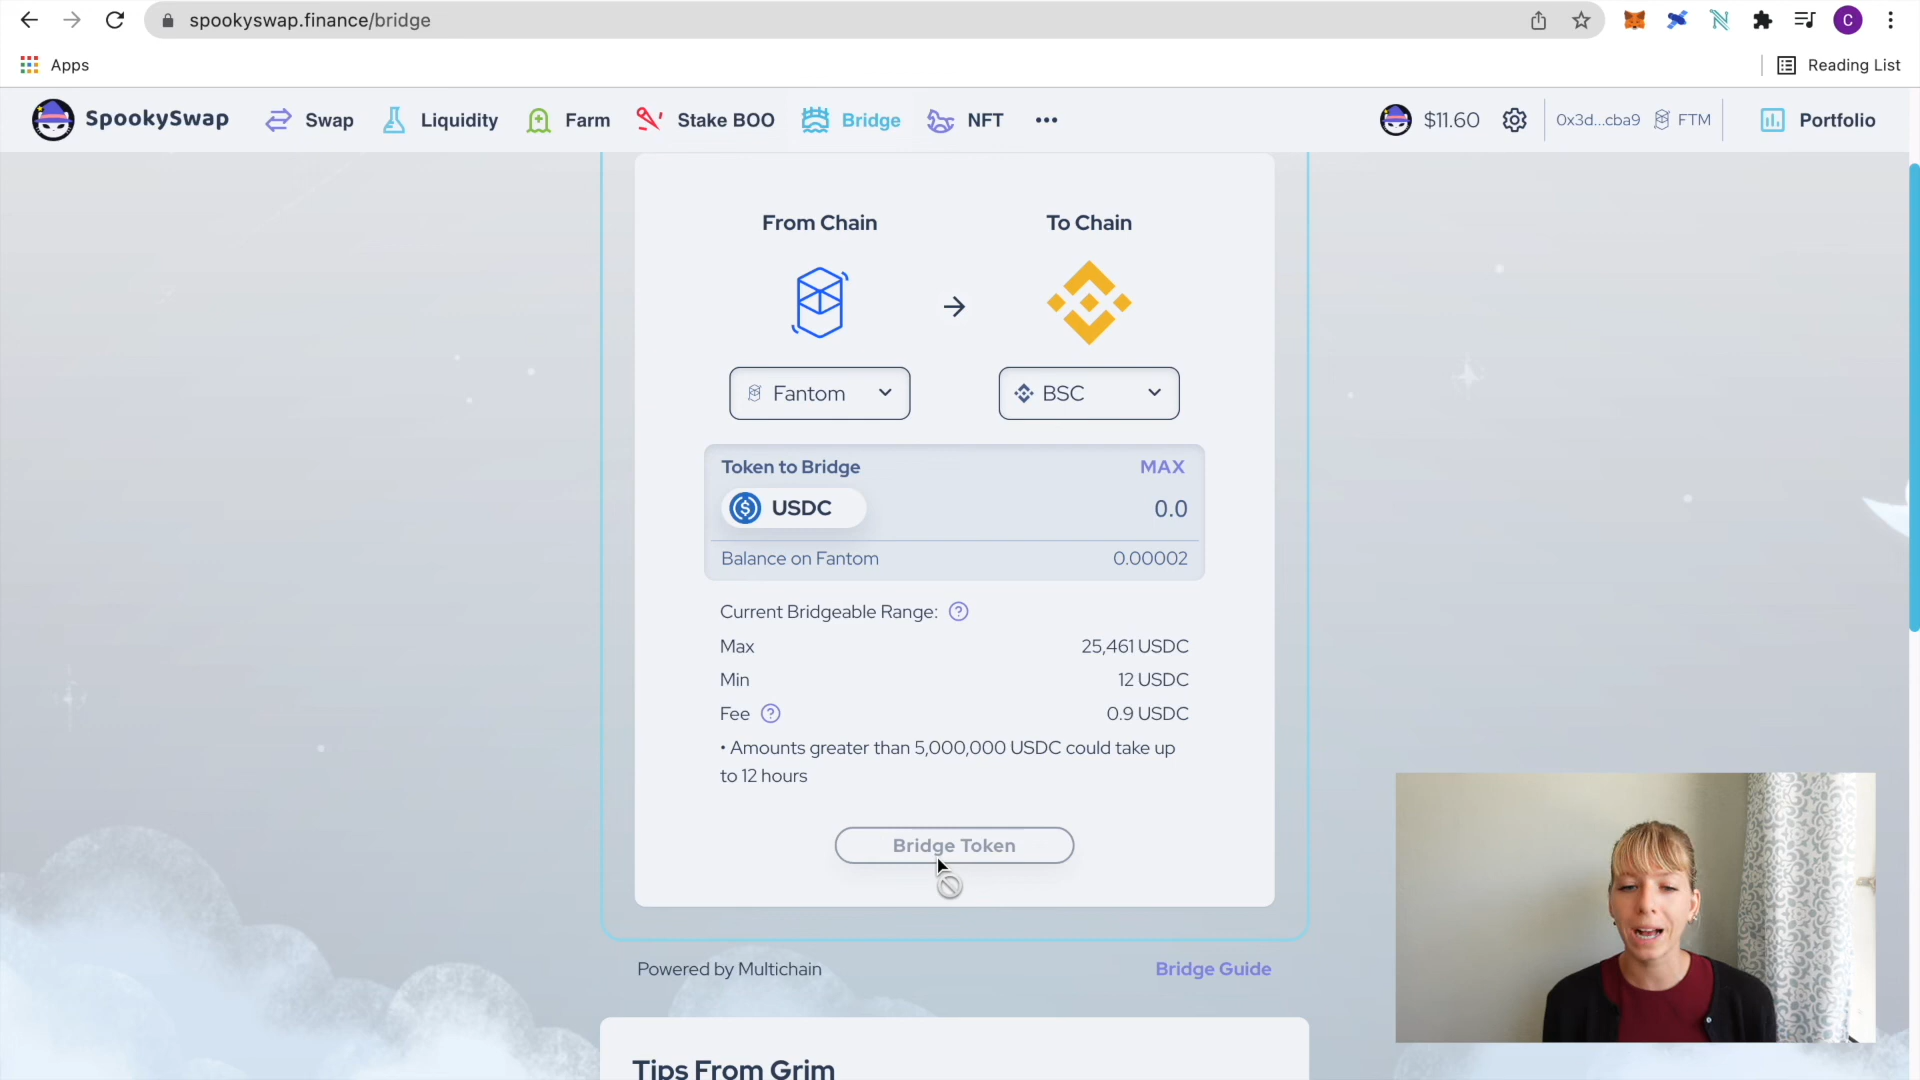 spookyswap.finance/bridge
C
Apps
Reading List
SpookySwap
Swap
Liquidity
Farm
Stake BOO
Bridge
NFT
$11.60
0x3d...cba9
FTM
Portfolio
From Chain
To Chain
Fantom
BSC
Token to Bridge
MAX
USDC
0.0
Balance on Fantom
0.00002
Current Bridgeable Range: ?
Max
25,461 USDC
Min
12 USDC
Fee ?
0.9 USDC
• Amounts greater than 5,000,000 USDC could take up
to 12 hours
Bridge Token
Powered by Multichain
Bridge Guide
Tips From Grim